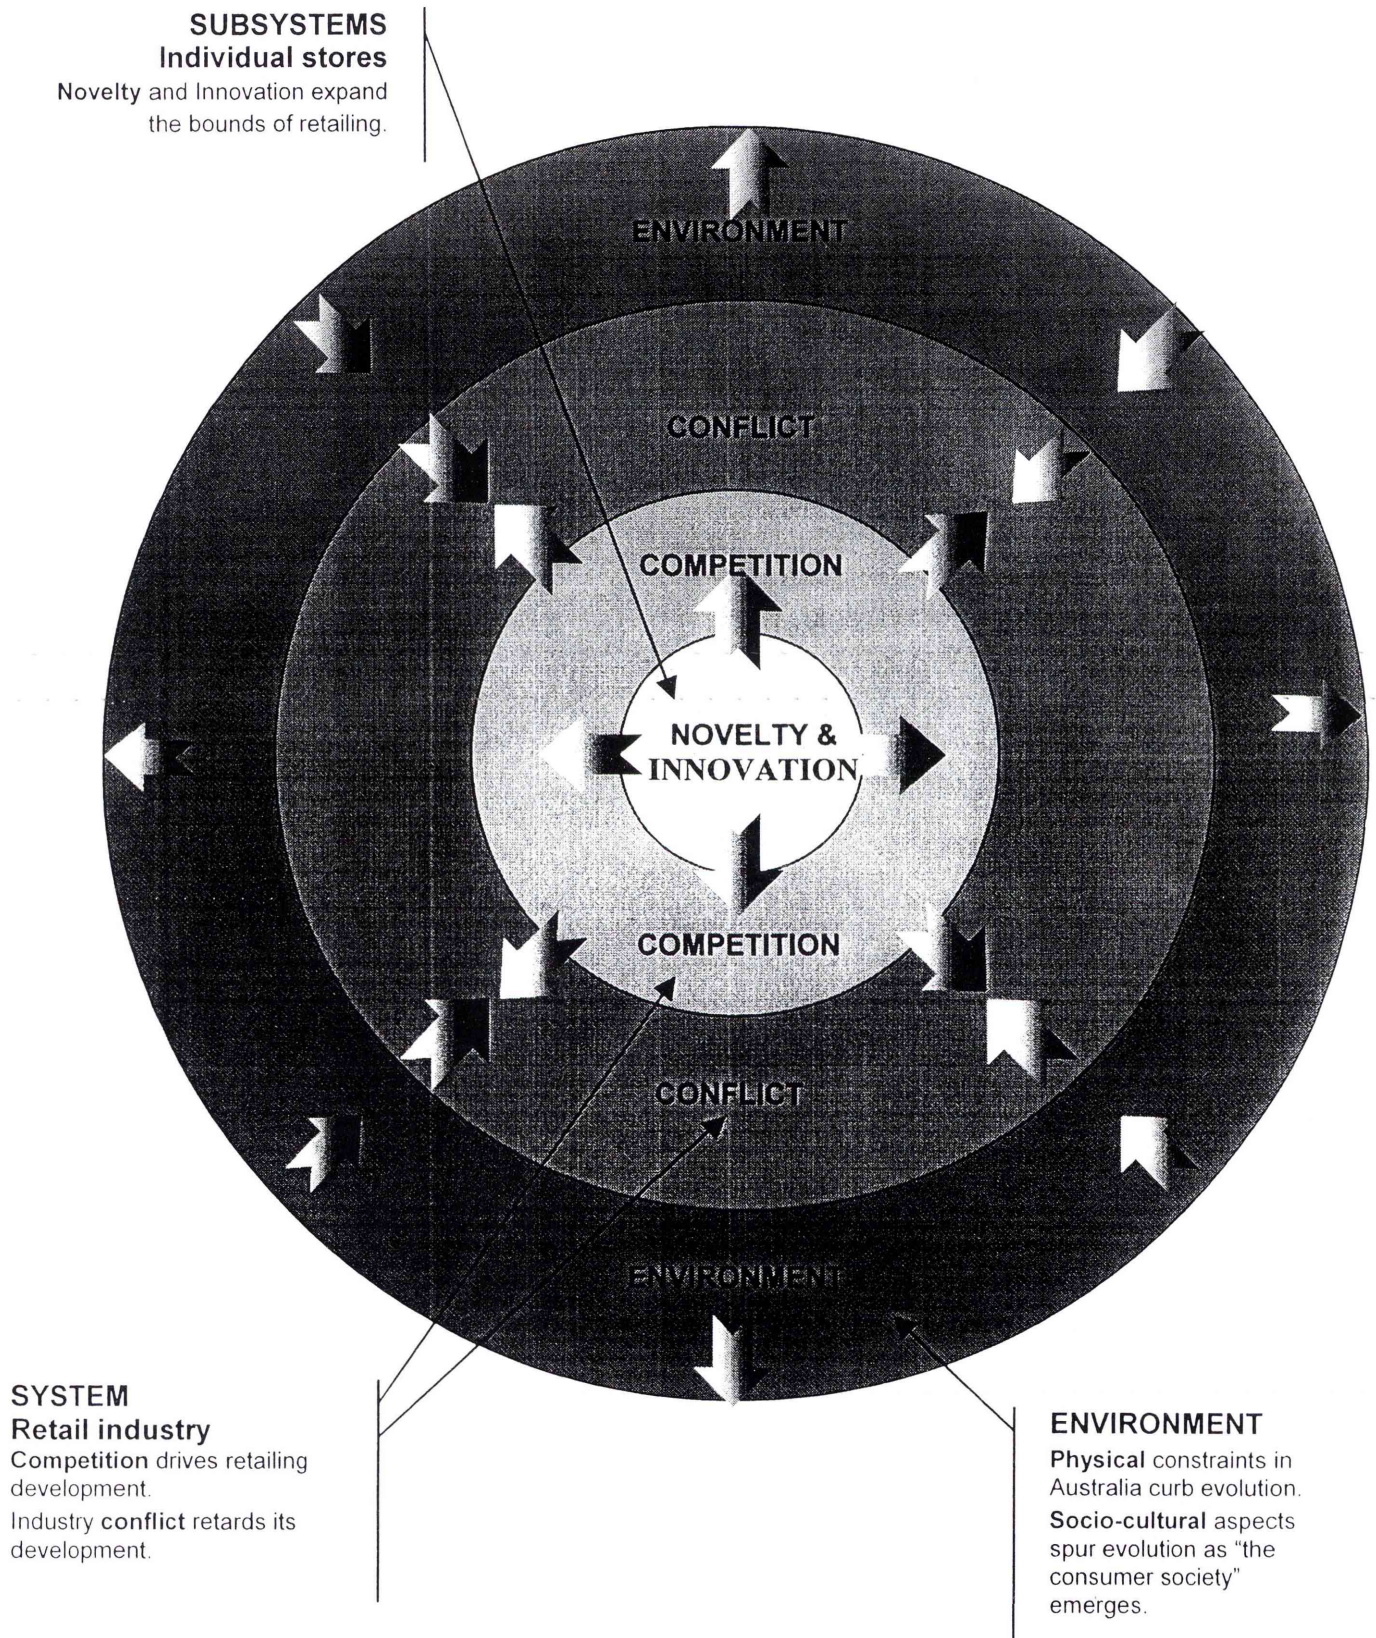 SUBSYSTEMS
Individual stores
Novelty and Innovation expand
the bounds of retailing.
ENVIRONMENT
CONFLICT
COMPETITION
NOVELTY &
INNOVATION
COMPETITION
CONFLICT
ENVIRONMENT
SYSTEM
Retail industry
Competition drives retailing
development.
Industry conflict retards its
development.
ENVIRONMENT
Physical constraints in
Australia curb evolution.
Socio-cultural aspects
spur evolution as “the
consumer society”
emerges.